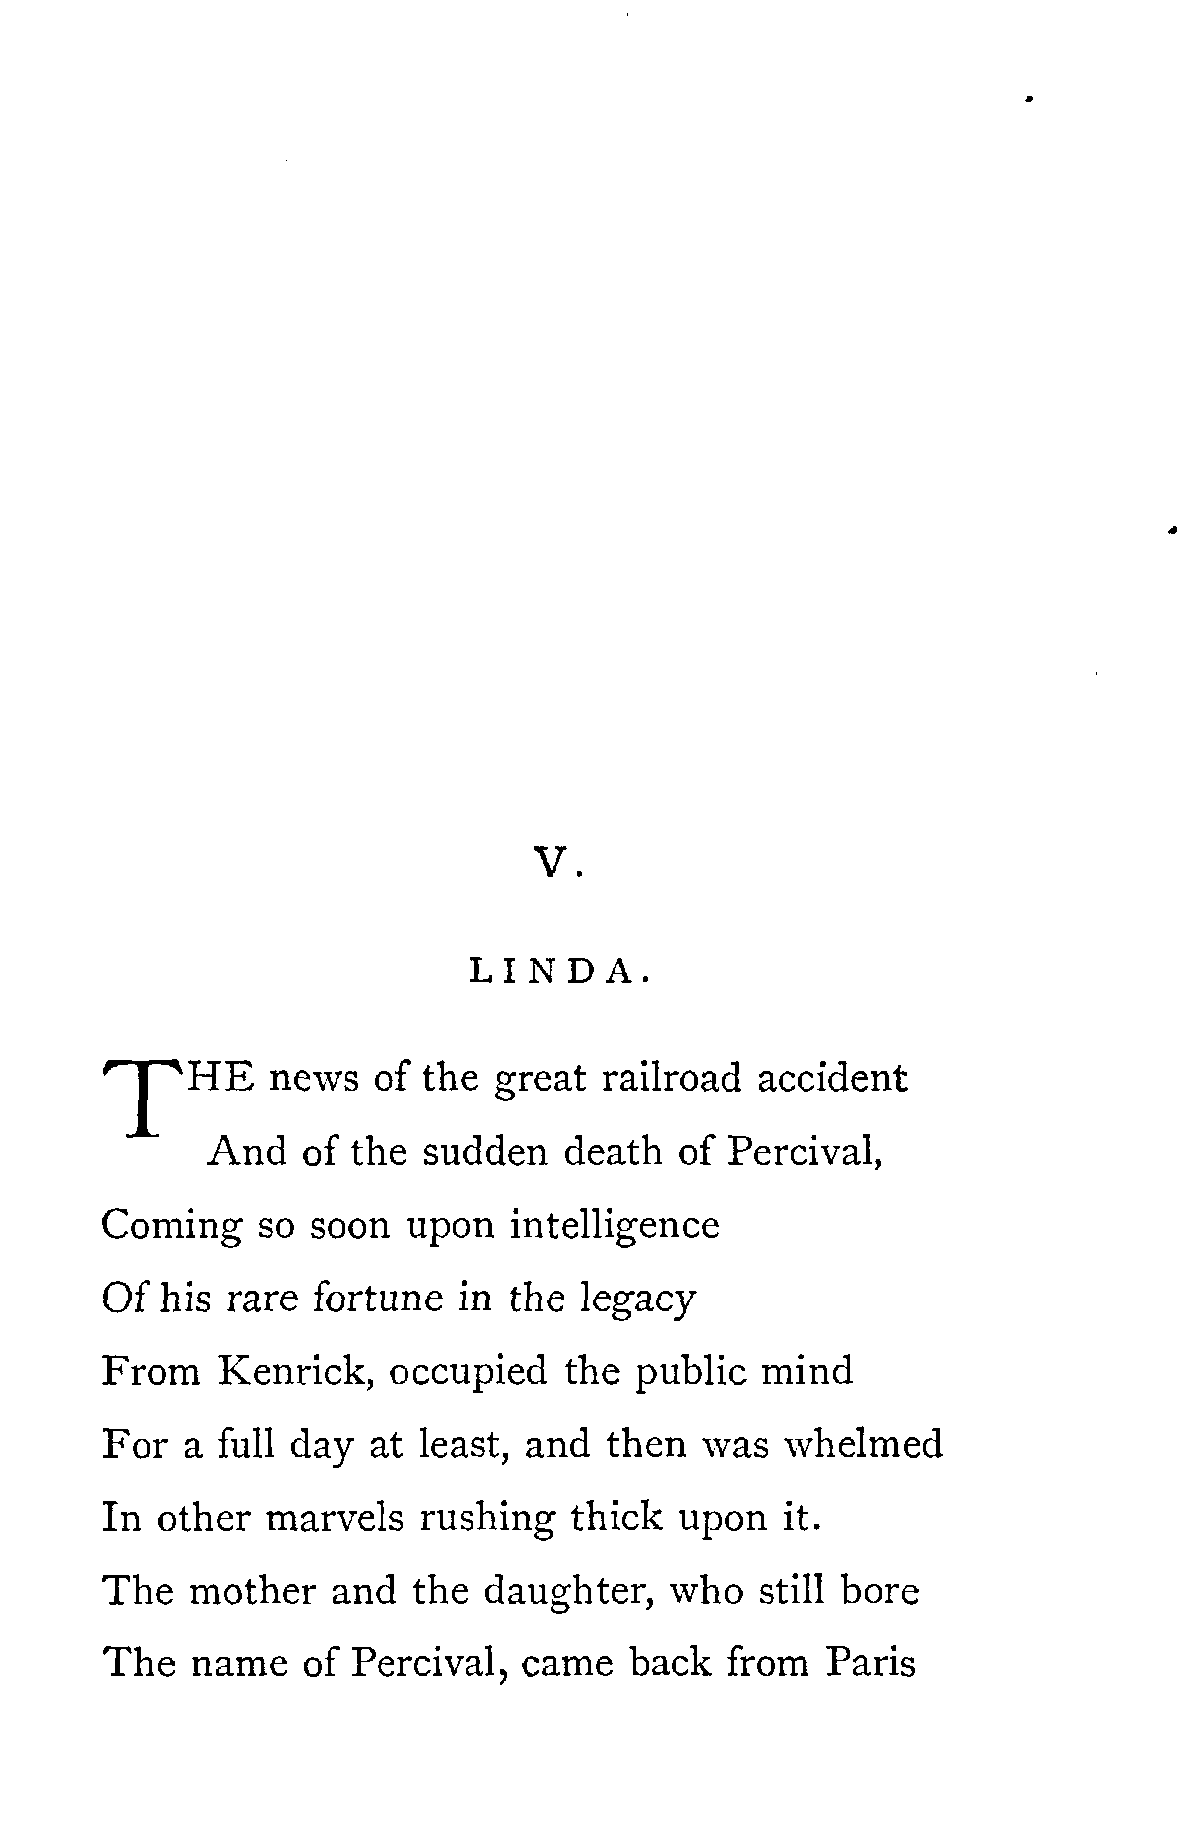 V.
LINDA.
THE news of the great railroad accident
And of the sudden death of Percival,
Coming so soon upon intelligence
Of his rare fortune in the legacy
From Kenrick, occupied the public mind
For a full day at least, and then was whelmed
In other marvels rushing thick upon it.
The mother and the daughter, who still bore
The name of Percival, came back from Paris